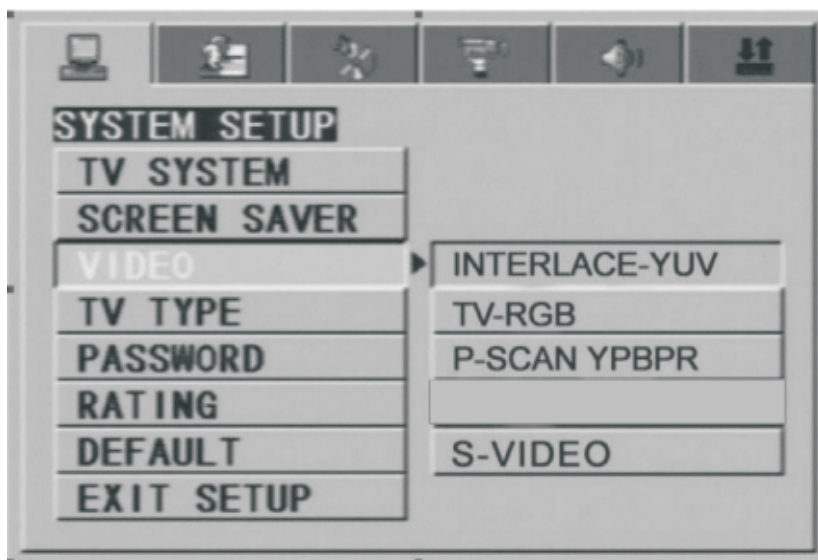 SYSTEM SETUP
TV SYSTEM
SCREEN SAVER
VIDEO
INTERLACE-YUV
TV TYPE
TV-RGB
PASSWORD
P-SCAN YPBPR
RATING
DEFAULT
S-VIDEO
EXIT SETUP